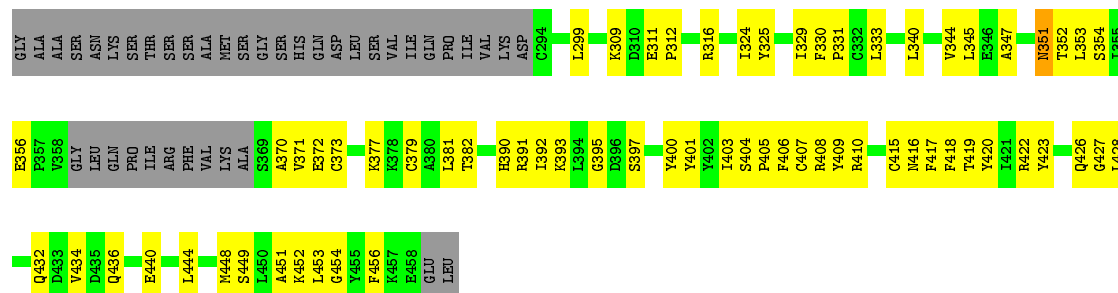 GLY ALA ALA SER ASN LYS SER THR SER SER ALA MET SER GLY SER HIS GLN ASP LEU SER VAL ILE GLN PRO ILE VAL LYS ASP C294 L299 K309 D310 E311 P312 R316 I324 Y325 I329 F330 P331 C332 L333 L340 V344 L345 E346 A347 N351 T352 L353 S354 I355
E356 P357 V358 GLY LEU GLN PRO ILE ARG PHE VAL LYS ALA S369 A370 V371 E372 C373 K377 K378 C379 A380 L381 T382 H390 R391 I392 K393 L394 G395 D396 S397 Y400 Y401 Y402 I403 S404 P405 F406 C407 R408 Y409 R410 C415 N416 F417 F418 T419 Y420 I421 R422 Y423 Q426 G427 L428
Q432 D433 V434 D435 Q436 E440 L444 M448 S449 L450 A451 K452 L453 G454 Y455 F456 K457 E458 GLU LEU